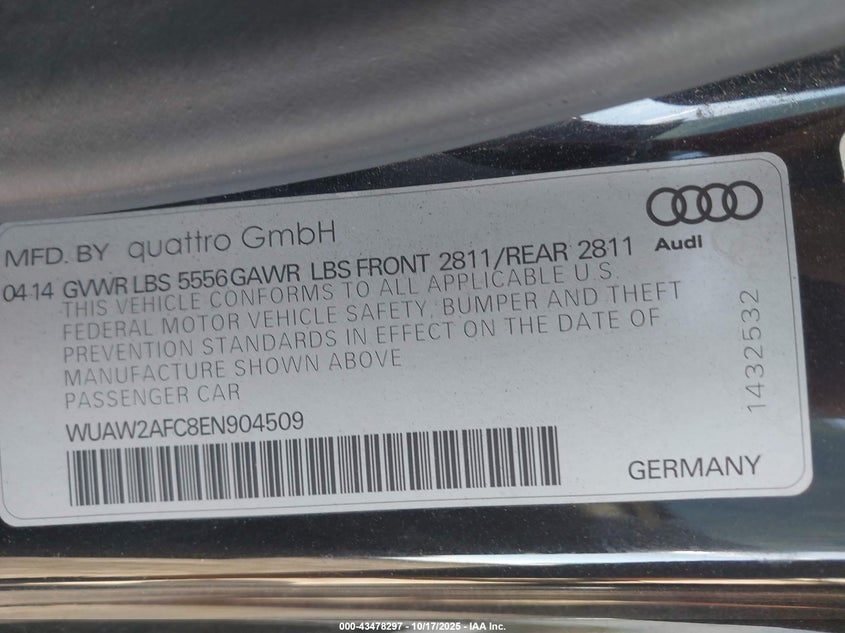 MFD. BY quattro GmbH
Audi
04 14 GVWR LBS 5556 GAWR LBS FRONT 2811/REAR 2811
THIS VEHICLE CONFORMS TO ALL APPLICABLE U.S.
FEDERAL MOTOR VEHICLE SAFETY, BUMPER AND THEFT
PREVENTION STANDARDS IN EFFECT ON THE DATE OF
MANUFACTURE SHOWN ABOVE
PASSENGER CAR
WUAW2AFC8EN904509
GERMANY
1432532
000-43478297 - 10/17/2025 - IAA Inc.